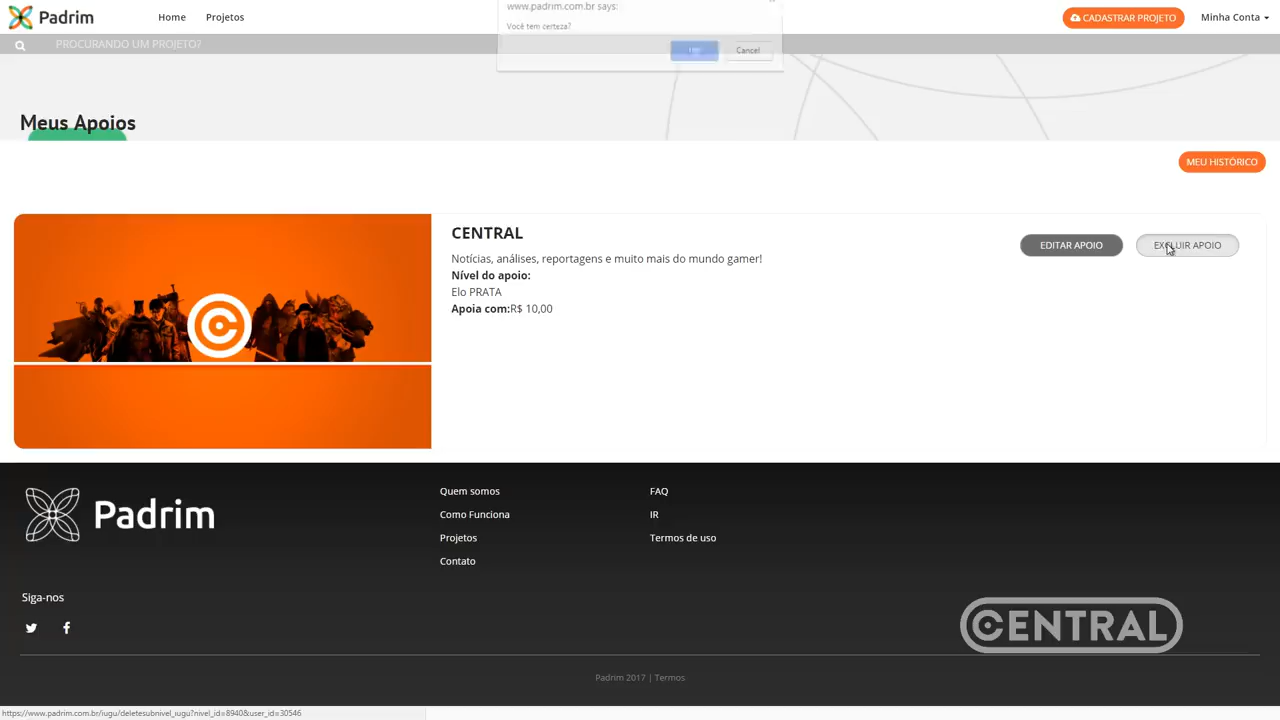 Padrim
Home
Projetos
CADASTRAR PROJETO
Minha Conta
www.padrim.com.br says:
Você tem certeza?
Cancel
PROCURANDO UM PROJETO?
Meus Apoios
MEU HISTÓRICO
CENTRAL
Notícias, análises, reportagens e muito mais do mundo gamer!
Nível do apoio:
Elo PRATA
Apoia com:R$ 10,00
EDITAR APOIO
EXCLUIR APOIO
Padrim
Quem somos
Como Funciona
Projetos
Contato
FAQ
IR
Termos de uso
Siga-nos
CENTRAL
Padrim 2017 | Termos
https://www.padrim.com.br/iugu/deletesubnivel_iugu?nivel_id=8940&user_id=30546